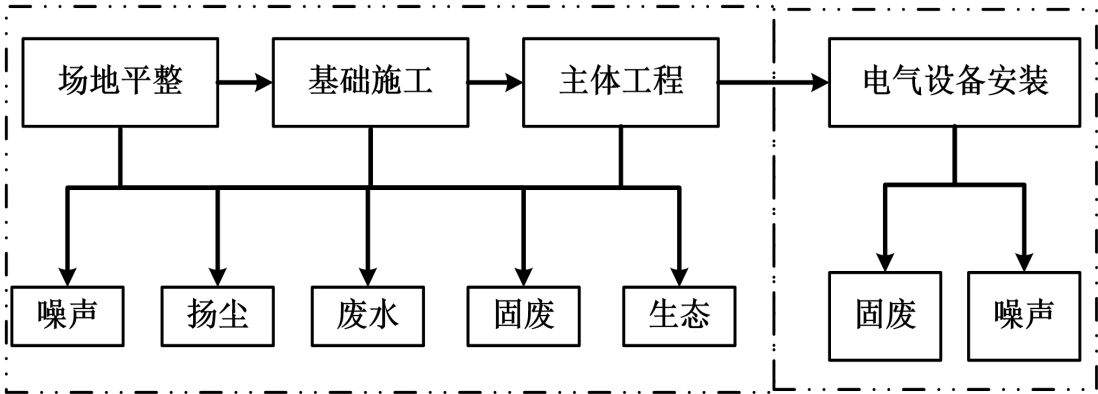 场地平整
基础施工
主体工程
电气设备安装
噪声
扬尘
废水
固废
生态
固废
噪声